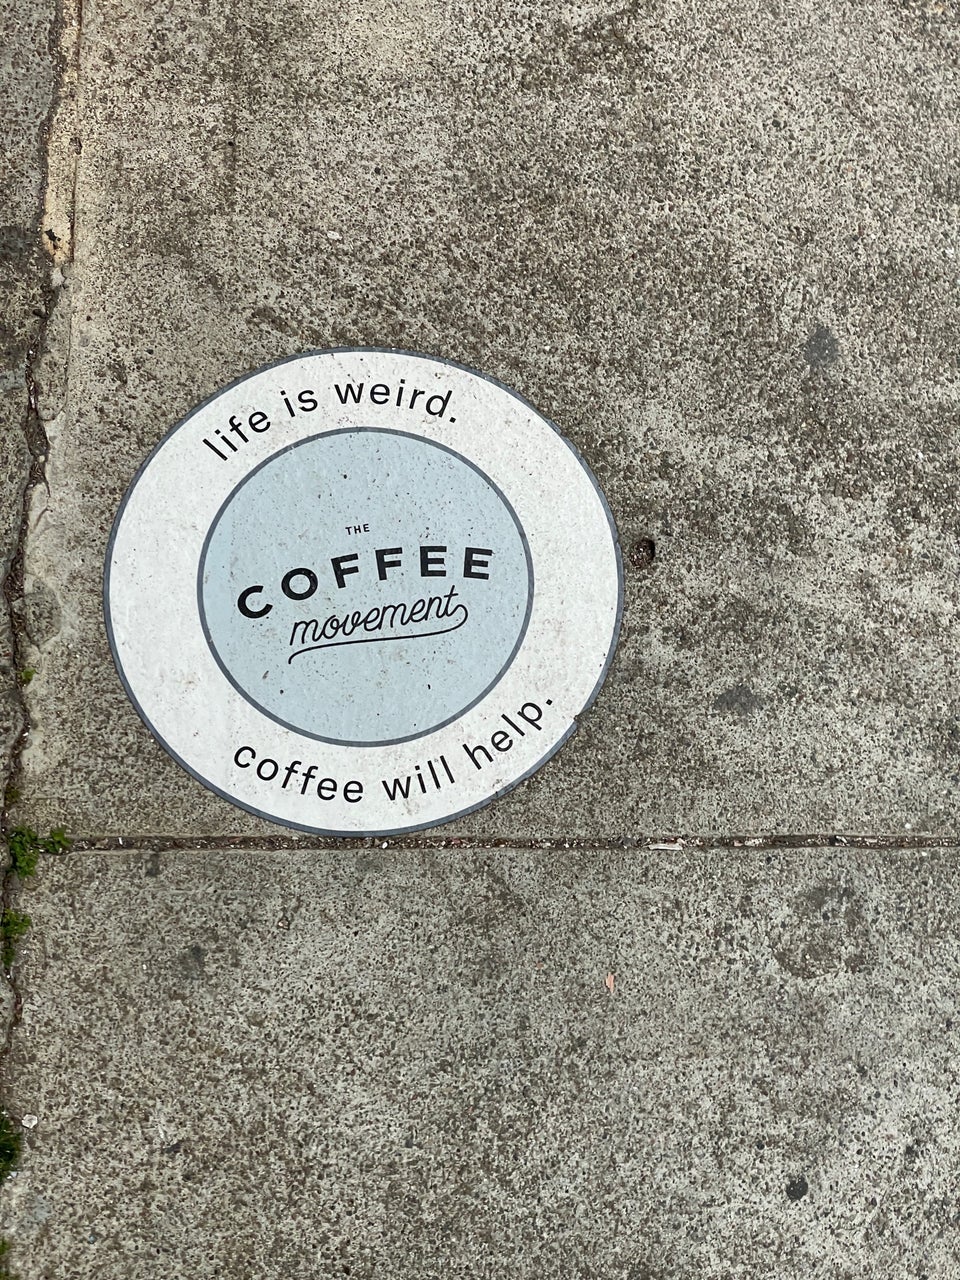 life is weird.
THE
COFFEE
movement
coffee will help.